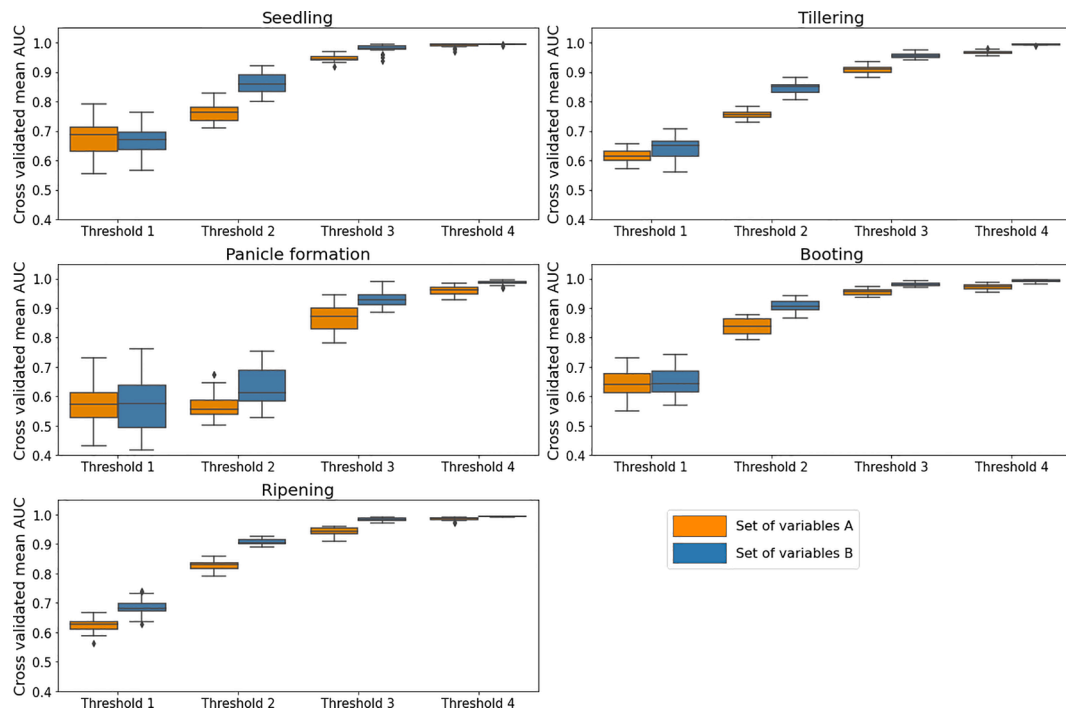 Seedling
Cross validated mean AUC
1.0
0.9
0.8
0.7
0.6
0.5
0.4
Threshold 1 Threshold 2 Threshold 3 Threshold 4
Tillering
Cross validated mean AUC
1.0
0.9
0.8
0.7
0.6
0.5
0.4
Threshold 1 Threshold 2 Threshold 3 Threshold 4
Panicle formation
Cross validated mean AUC
1.0
0.9
0.8
0.7
0.6
0.5
0.4
Threshold 1 Threshold 2 Threshold 3 Threshold 4
Booting
Cross validated mean AUC
1.0
0.9
0.8
0.7
0.6
0.5
0.4
Threshold 1 Threshold 2 Threshold 3 Threshold 4
Ripening
Cross validated mean AUC
1.0
0.9
0.8
0.7
0.6
0.5
0.4
Threshold 1 Threshold 2 Threshold 3 Threshold 4
Set of variables A
Set of variables B